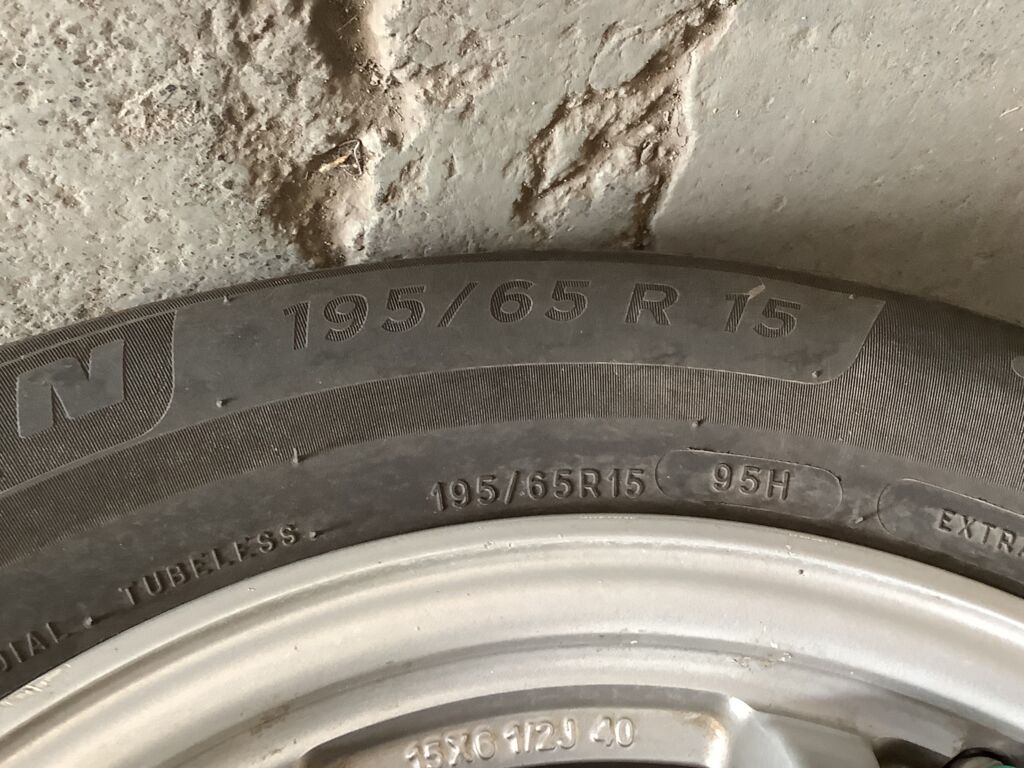 N 195/65 R 15
195/65R15 95H EXTRA
TUBELESS
15X6 1/2J 40